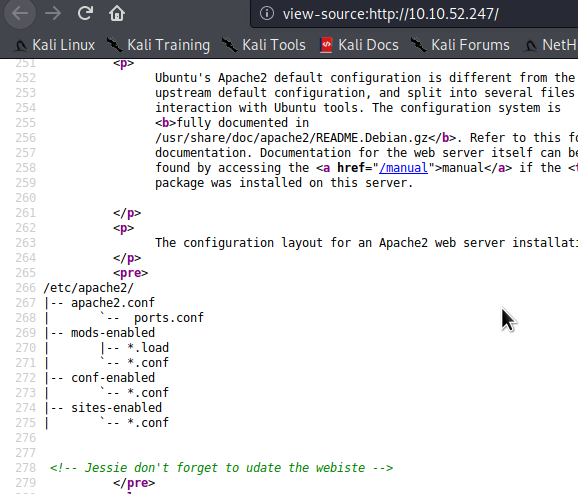 view-source:http://10.10.52.247/
Kali Linux Kali Training Kali Tools Kali Docs Kali Forums NetH
251 <p>
252 Ubuntu's Apache2 default configuration is different from the
253 upstream default configuration, and split into several files
254 interaction with Ubuntu tools. The configuration system is
255 <b>fully documented in
256 /usr/share/doc/apache2/README.Debian.gz</b>. Refer to this fo
257 documentation. Documentation for the web server itself can be
258 found by accessing the <a href="/manual">manual</a> if the <t
259 package was installed on this server.
260
261 </p>
262 <p>
263 The configuration layout for an Apache2 web server installati
264 </p>
265 <pre>
266 /etc/apache2/
267 |-- apache2.conf
268 | `-- ports.conf
269 |-- mods-enabled
270 | |-- *.load
271 | `-- *.conf
272 |-- conf-enabled
273 | `-- *.conf
274 |-- sites-enabled
275 | `-- *.conf
276
277
278 <!-- Jessie don't forget to udate the webiste -->
279 </pre>